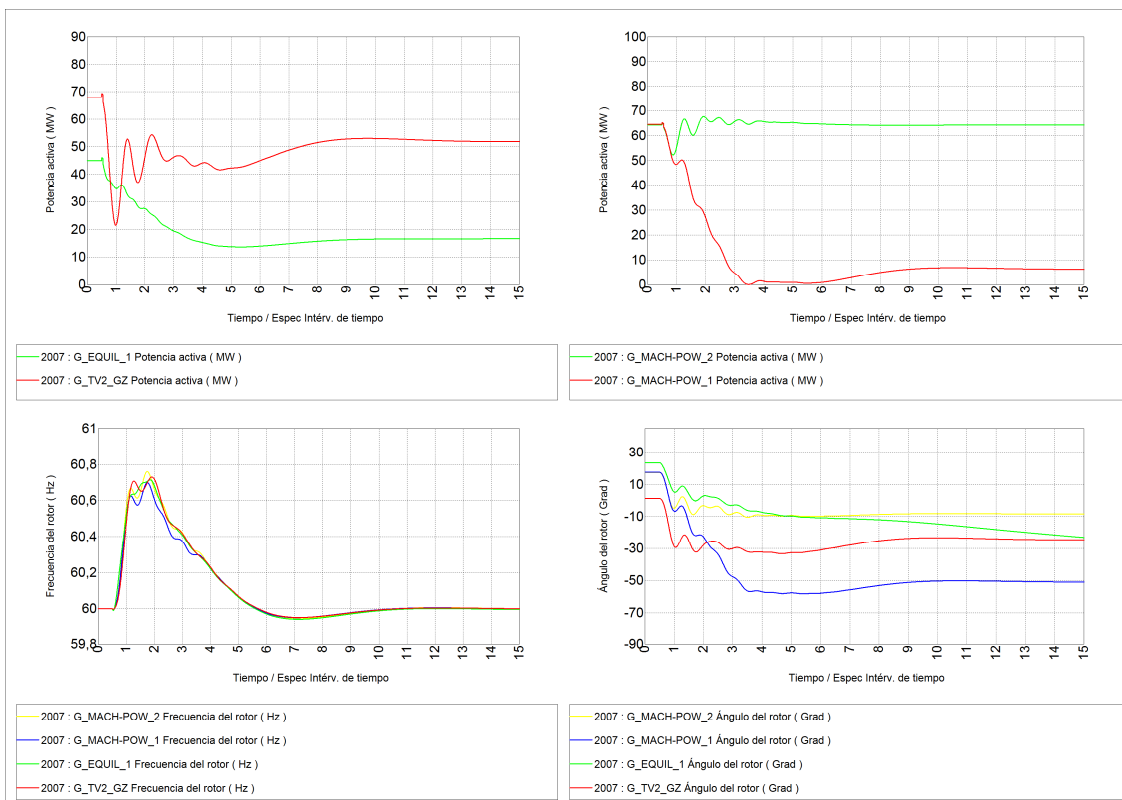 90
80
70
60
50
40
30
20
10
0
Potencia activa ( MW )
0 1 2 3 4 5 6 7 8 9 10 11 12 13 14 15
Tiempo / Espec Intérv. de tiempo
2007 : G_EQUIL_1 Potencia activa ( MW )
2007 : G_TV2_GZ Potencia activa ( MW )
100
90
80
70
60
50
40
30
20
10
0
Potencia activa ( MW )
0 1 2 3 4 5 6 7 8 9 10 11 12 13 14 15
Tiempo / Espec Intérv. de tiempo
2007 : G_MACH-POW_2 Potencia activa ( MW )
2007 : G_MACH-POW_1 Potencia activa ( MW )
61
60,8
60,6
60,4
60,2
60
59,8
Frecuencia del rotor ( Hz )
0 1 2 3 4 5 6 7 8 9 10 11 12 13 14 15
Tiempo / Espec Intérv. de tiempo
2007 : G_MACH-POW_2 Frecuencia del rotor ( Hz )
2007 : G_MACH-POW_1 Frecuencia del rotor ( Hz )
2007 : G_EQUIL_1 Frecuencia del rotor ( Hz )
2007 : G_TV2_GZ Frecuencia del rotor ( Hz )
30
10
-10
-30
-50
-70
-90
Ángulo del rotor ( Grad )
0 1 2 3 4 5 6 7 8 9 10 11 12 13 14 15
Tiempo / Espec Intérv. de tiempo
2007 : G_MACH-POW_2 Ángulo del rotor ( Grad )
2007 : G_MACH-POW_1 Ángulo del rotor ( Grad )
2007 : G_EQUIL_1 Ángulo del rotor ( Grad )
2007 : G_TV2_GZ Ángulo del rotor ( Grad )